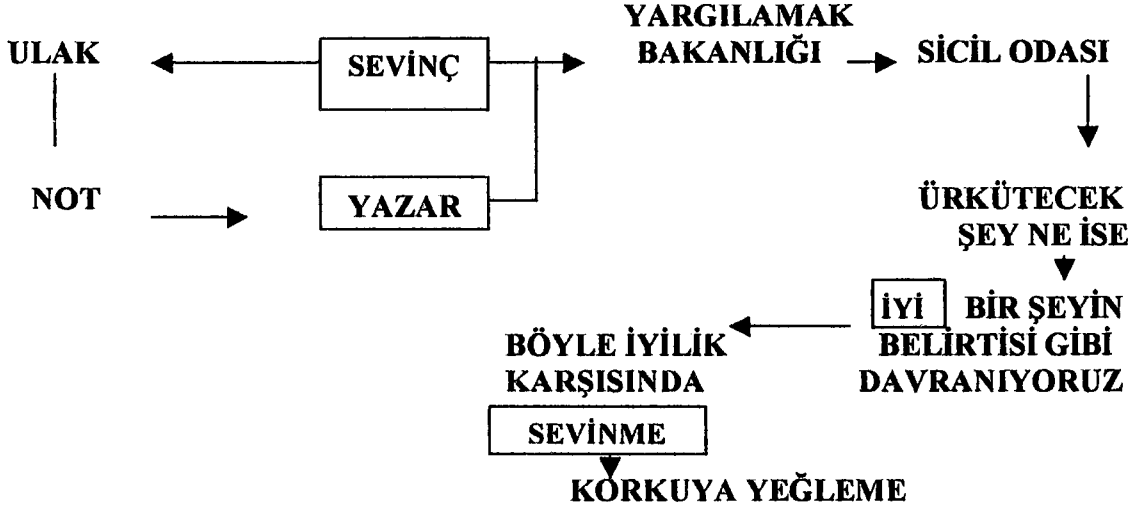 YARGILAMAK
ULAK SEVİNÇ BAKANLIĞI SİCİL ODASI
NOT YAZAR ÜRKÜTECEK
ŞEY NE İSE
İYİ BİR ŞEYİN
BÖYLE İYİLİK BELİRTİSİ GİBİ
KARŞISINDA DAVRANIYORUZ
SEVİNME
KORKUYA YEĞLEME